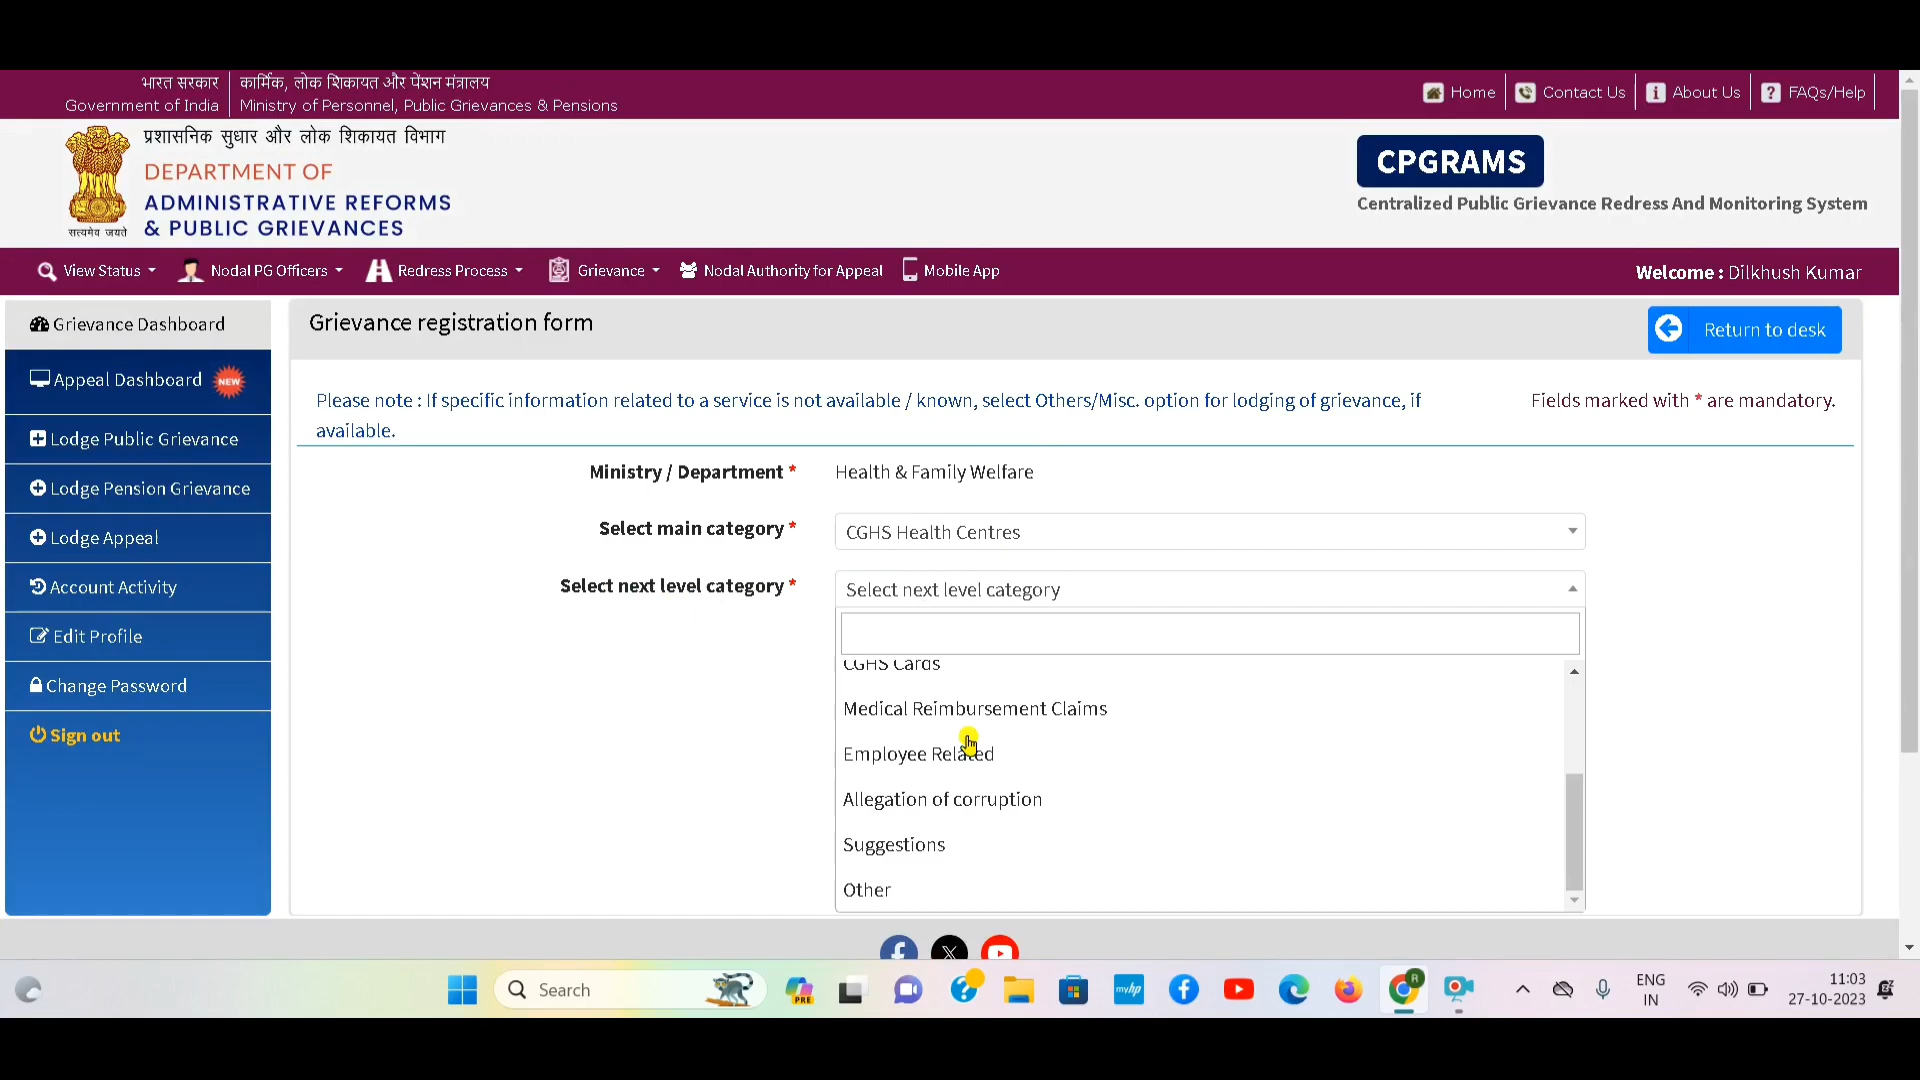 भारत सरकार
Government of India
कार्मिक, लोक शिकायत और पेंशन मंत्रालय
Ministry of Personnel, Public Grievances & Pensions
Home
Contact Us
About Us
FAQs/Help
प्रशासनिक सुधार और लोक शिकायत विभाग
DEPARTMENT OF
ADMINISTRATIVE REFORMS
& PUBLIC GRIEVANCES
सत्यमेव जयते
CPGRAMS
Centralized Public Grievance Redress And Monitoring System
View Status
Nodal PG Officers
Redress Process
Grievance
Nodal Authority for Appeal
Mobile App
Welcome : Dilkhush Kumar
Grievance Dashboard
Appeal Dashboard NEW
Lodge Public Grievance
Lodge Pension Grievance
Lodge Appeal
Account Activity
Edit Profile
Change Password
Sign out
Grievance registration form
Return to desk
Please note : If specific information related to a service is not available / known, select Others/Misc. option for lodging of grievance, if
available.
Fields marked with * are mandatory.
Ministry / Department *
Health & Family Welfare
Select main category *
CGHS Health Centres
Select next level category *
Select next level category
CGHS Cards
Medical Reimbursement Claims
Employee Related
Allegation of corruption
Suggestions
Other
Search
PRE
myhp
R
ENG
IN
11:03
27-10-2023